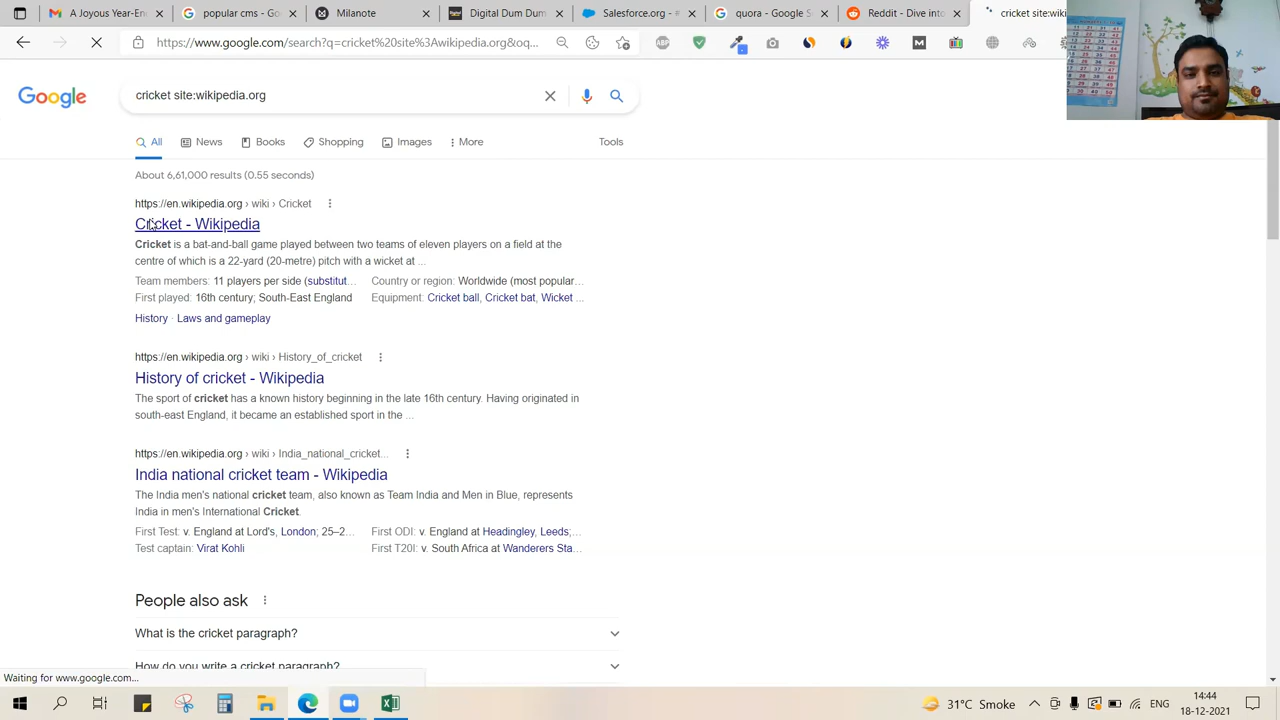 A Joyous Year-En
popular cms - Go
Milanote
Digital Dum Dum
Salesforce.org -
quora - Google
Reddit - Dive into
cricket site:wiki
https://www.google.com/search?q=cricket
%3Awikipedia.org&oq...
ABP
M
Google
cricket site:wikipedia.org
All
News
Books
Shopping
Images
More
Tools
About 6,61,000 results (0.55 seconds)
https://en.wikipedia.org › wiki › Cricket
Cricket - Wikipedia
Cricket is a bat-and-ball game played between two teams of eleven players on a field at the
centre of which is a 22-yard (20-metre) pitch with a wicket at ...
Team members: 11 players per side (substitut... Country or region: Worldwide (most popular...
First played: 16th century; South-East England Equipment: Cricket ball, Cricket bat, Wicket ...
History · Laws and gameplay
https://en.wikipedia.org › wiki › History_of_cricket
History of cricket - Wikipedia
The sport of cricket has a known history beginning in the late 16th century. Having originated in
south-east England, it became an established sport in the ...
https://en.wikipedia.org › wiki › India_national_cricket...
India national cricket team - Wikipedia
The India men's national cricket team, also known as Team India and Men in Blue, represents
India in men's International Cricket.
First Test: v. England at Lord's, London; 25–2... First ODI: v. England at Headingley, Leeds;...
Test captain: Virat Kohli First T20I: v. South Africa at Wanderers Sta...
People also ask
What is the cricket paragraph?
How do you write a cricket paragraph?
Waiting for www.google.com...
31°C Smoke
ENG
14:44
18-12-2021